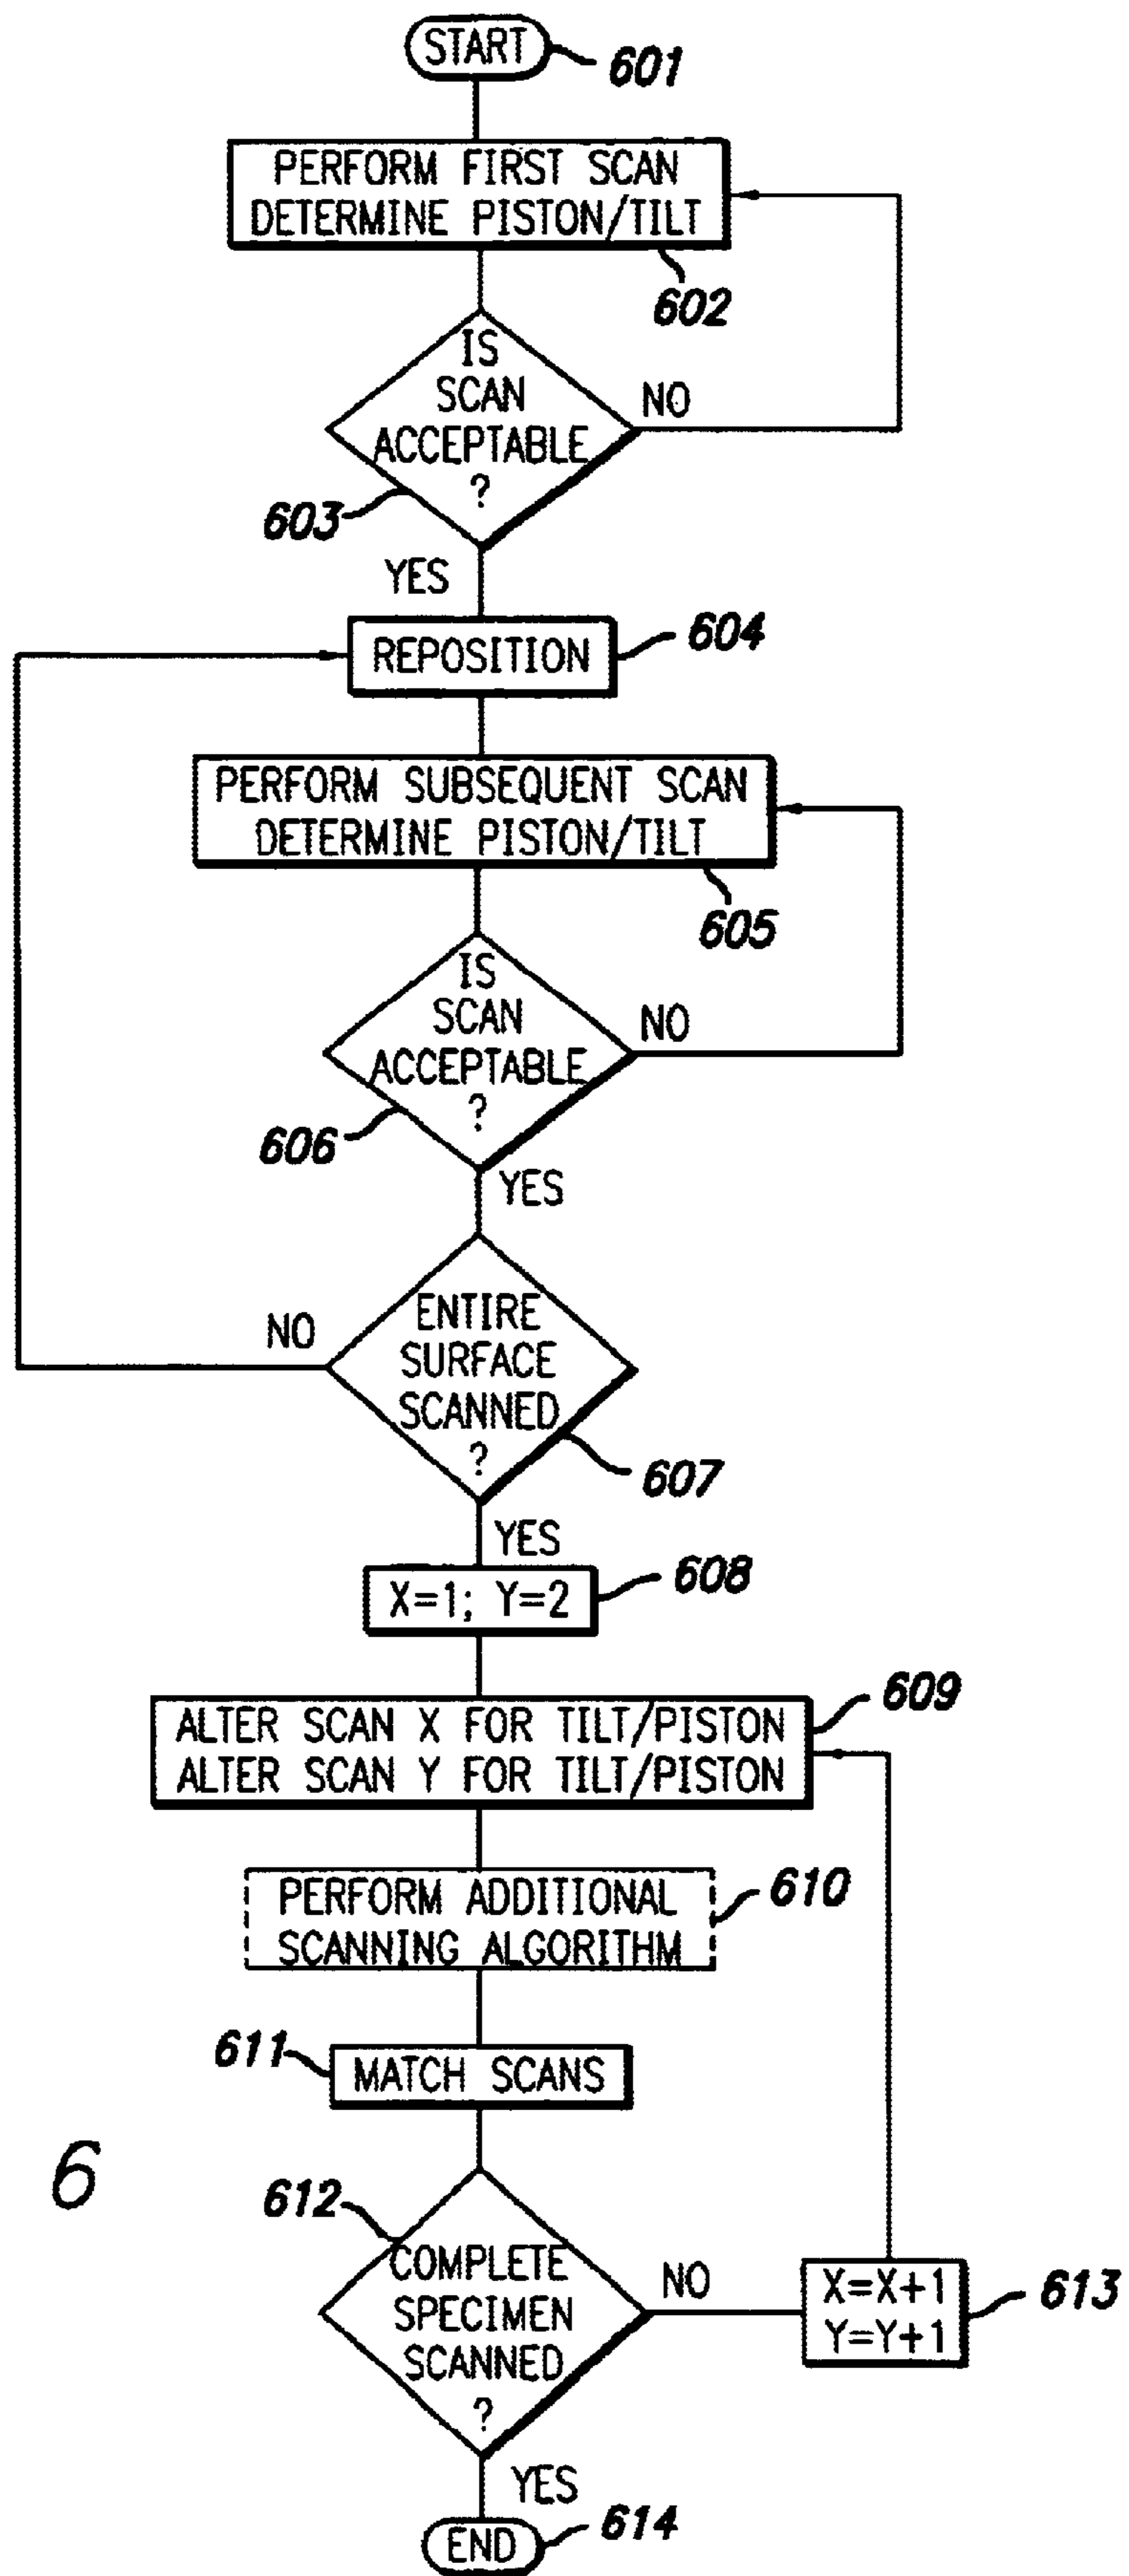 START
601
PERFORM FIRST SCAN
DETERMINE PISTON/TILT
602
IS
SCAN
ACCEPTABLE
?
NO
603
YES
REPOSITION
604
PERFORM SUBSEQUENT SCAN
DETERMINE PISTON/TILT
605
IS
SCAN
ACCEPTABLE
?
NO
606
YES
ENTIRE
SURFACE
SCANNED
?
NO
607
YES
X=1; Y=2
608
ALTER SCAN X FOR TILT/PISTON
ALTER SCAN Y FOR TILT/PISTON
609
PERFORM ADDITIONAL
SCANNING ALGORITHM
610
611
MATCH SCANS
6
612
COMPLETE
SPECIMEN
SCANNED
?
NO
X=X+1
Y=Y+1
613
YES
END
614